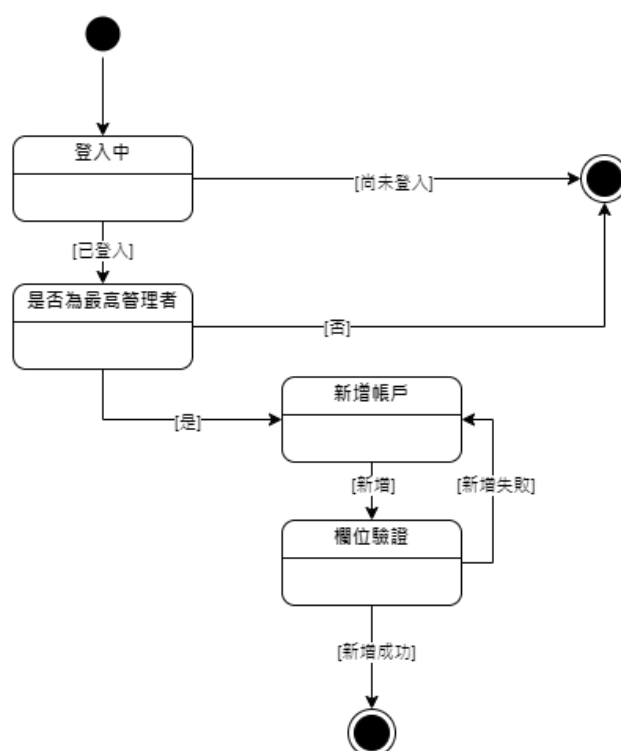 登入中
[尚未登入]
[已登入]
是否為最高管理者
[否]
新增帳戶
[是]
[新增]
[新增失敗]
欄位驗證
[新增成功]